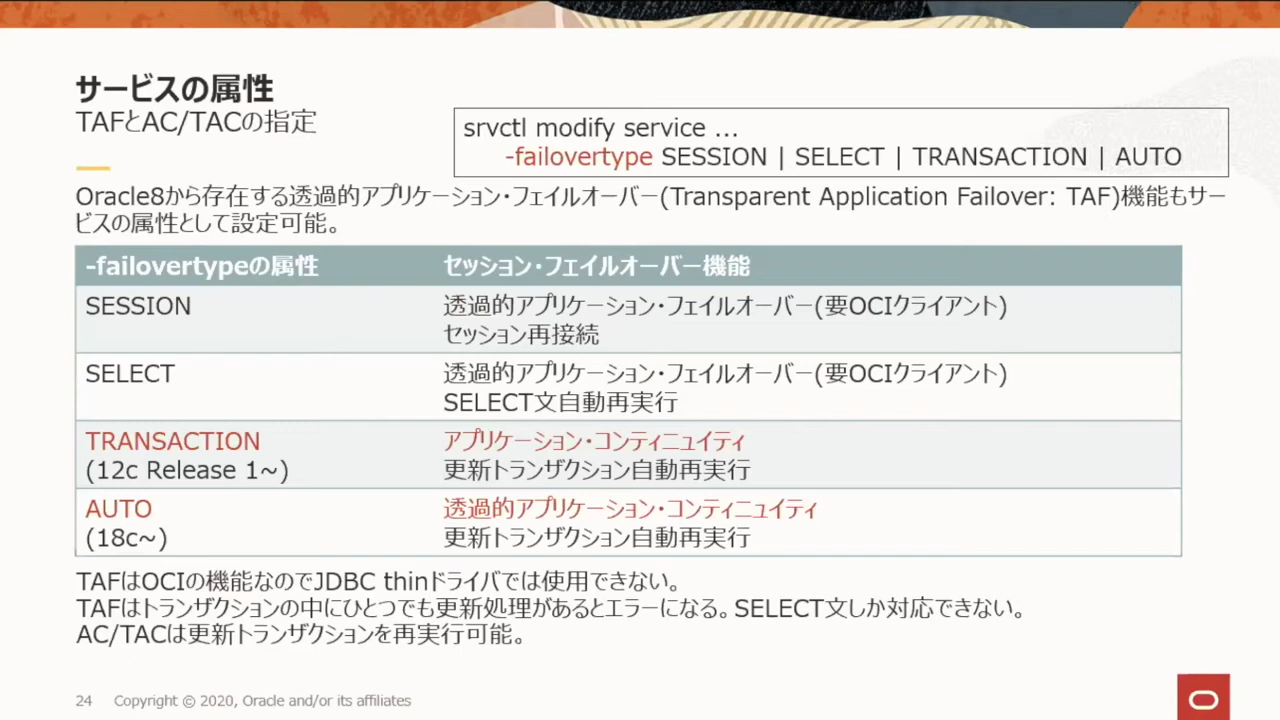 サービスの属性
TAFとAC/TACの指定
srvctl modify service ...
-failovertype SESSION | SELECT | TRANSACTION | AUTO
Oracle8から存在する透過的アプリケーション・フェイルオーバー(Transparent Application Failover: TAF)機能もサー
ビスの属性として設定可能。
-failovertypeの属性 セッション・フェイルオーバー機能
SESSION 透過的アプリケーション・フェイルオーバー(要OCIクライアント)
セッション再接続
SELECT 透過的アプリケーション・フェイルオーバー(要OCIクライアント)
SELECT文自動再実行
TRANSACTION アプリケーション・コンティニュイティ
(12c Release 1~) 更新トランザクション自動再実行
AUTO 透過的アプリケーション・コンティニュイティ
(18c~) 更新トランザクション自動再実行
TAFはOCIの機能なのでJDBC thinドライバでは使用できない。
TAFはトランザクションの中にひとつでも更新処理があるとエラーになる。SELECT文しか対応できない。
AC/TACは更新トランザクションを再実行可能。
24 Copyright © 2020, Oracle and/or its affiliates